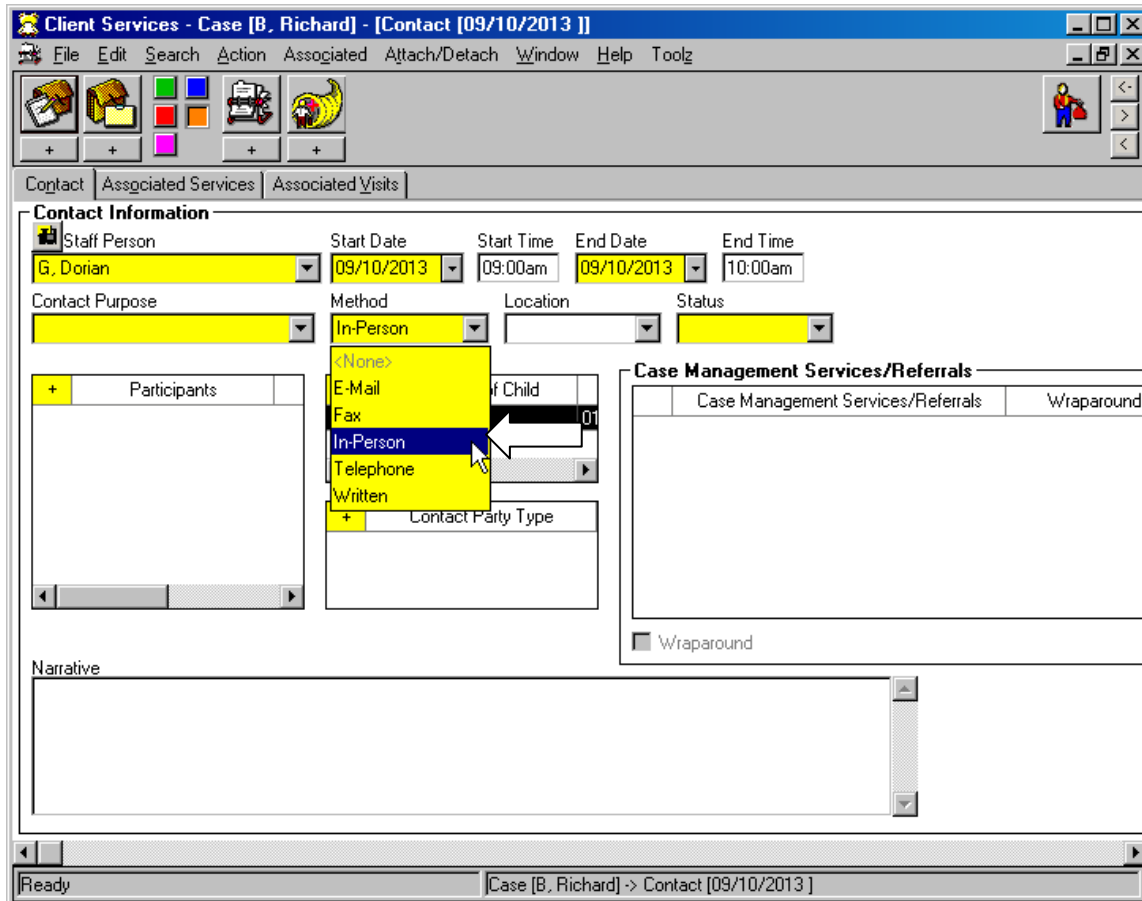 Client Services - Case [B, Richard] - [Contact [09/10/2013 ]]
File Edit Search Action Associated Attach/Detach Window Help Toolz
<-
>
<
+ + + +
Contact Associated Services Associated Visits
Contact Information
Staff Person Start Date Start Time End Date End Time
G, Dorian 09/10/2013 09:00am 09/10/2013 10:00am
Contact Purpose Method Location Status
In-Person
<None>
E-Mail
Fax
In-Person
Telephone
Written
+ Participants
of Child
01
+ Contact Party Type
Case Management Services/Referrals
Case Management Services/Referrals Wraparound
Wraparound
Narrative
Ready Case [B, Richard] -> Contact [09/10/2013 ]